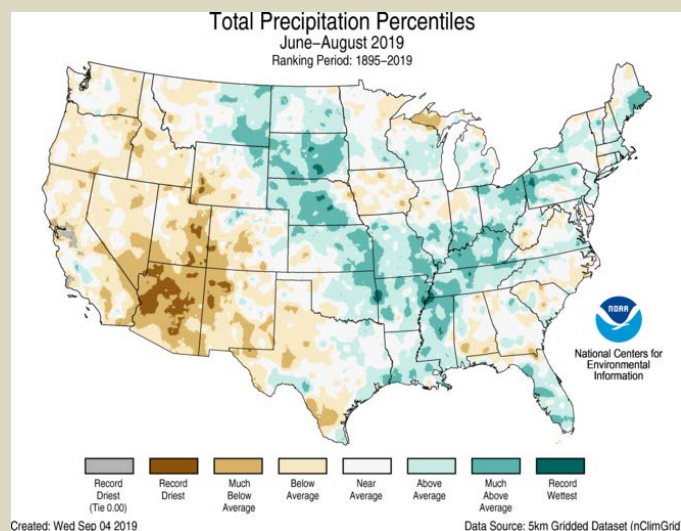 Total Precipitation Percentiles
June–August 2019
Ranking Period: 1895–2019
NOAA
National Centers for
Environmental
Information
Record
Driest
(Tie 0.00)
Record
Driest
Much
Below
Average
Below
Average
Near
Average
Above
Average
Much
Above
Average
Record
Wettest
Created: Wed Sep 04 2019
Data Source: 5km Gridded Dataset (nClimGrid